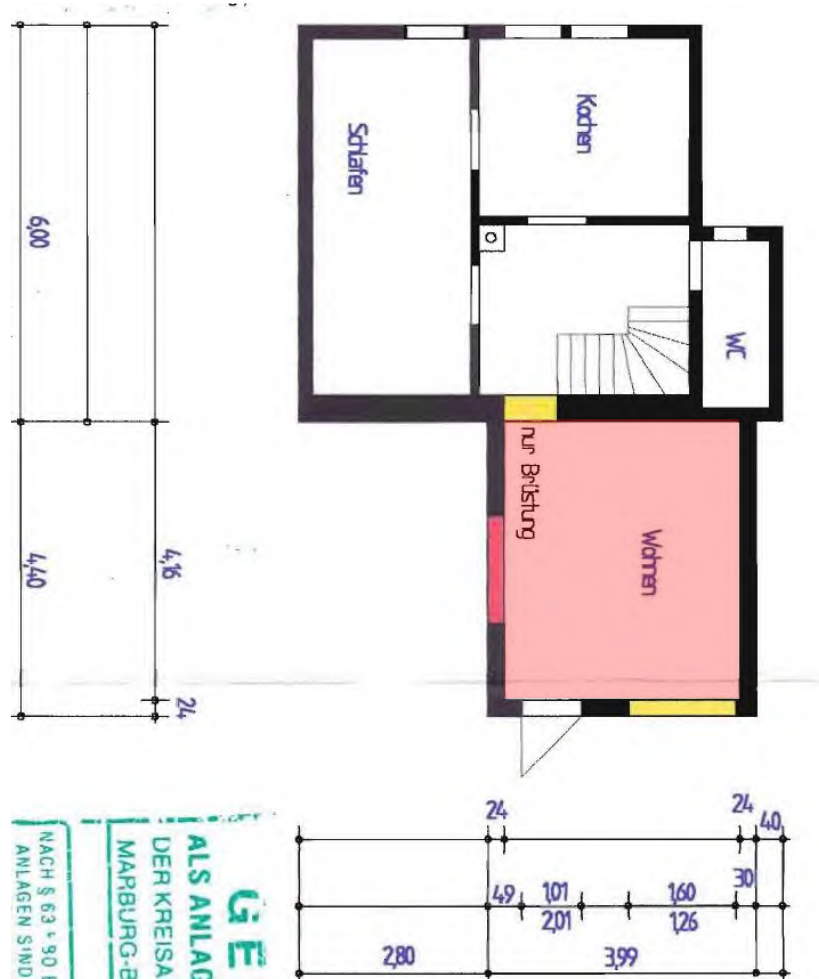 Schlafen
Kochen
WC
nur Brüstung
Wohnen
6,00
4,40
4,16
24
24
24
40
49
1,01
1,60
30
2,01
1,26
2,80
3,99
GE
ALS ANLAG
DER KREISA
MARBURG-B
NACH § 63 + 90 H
ANLAGEN SIND